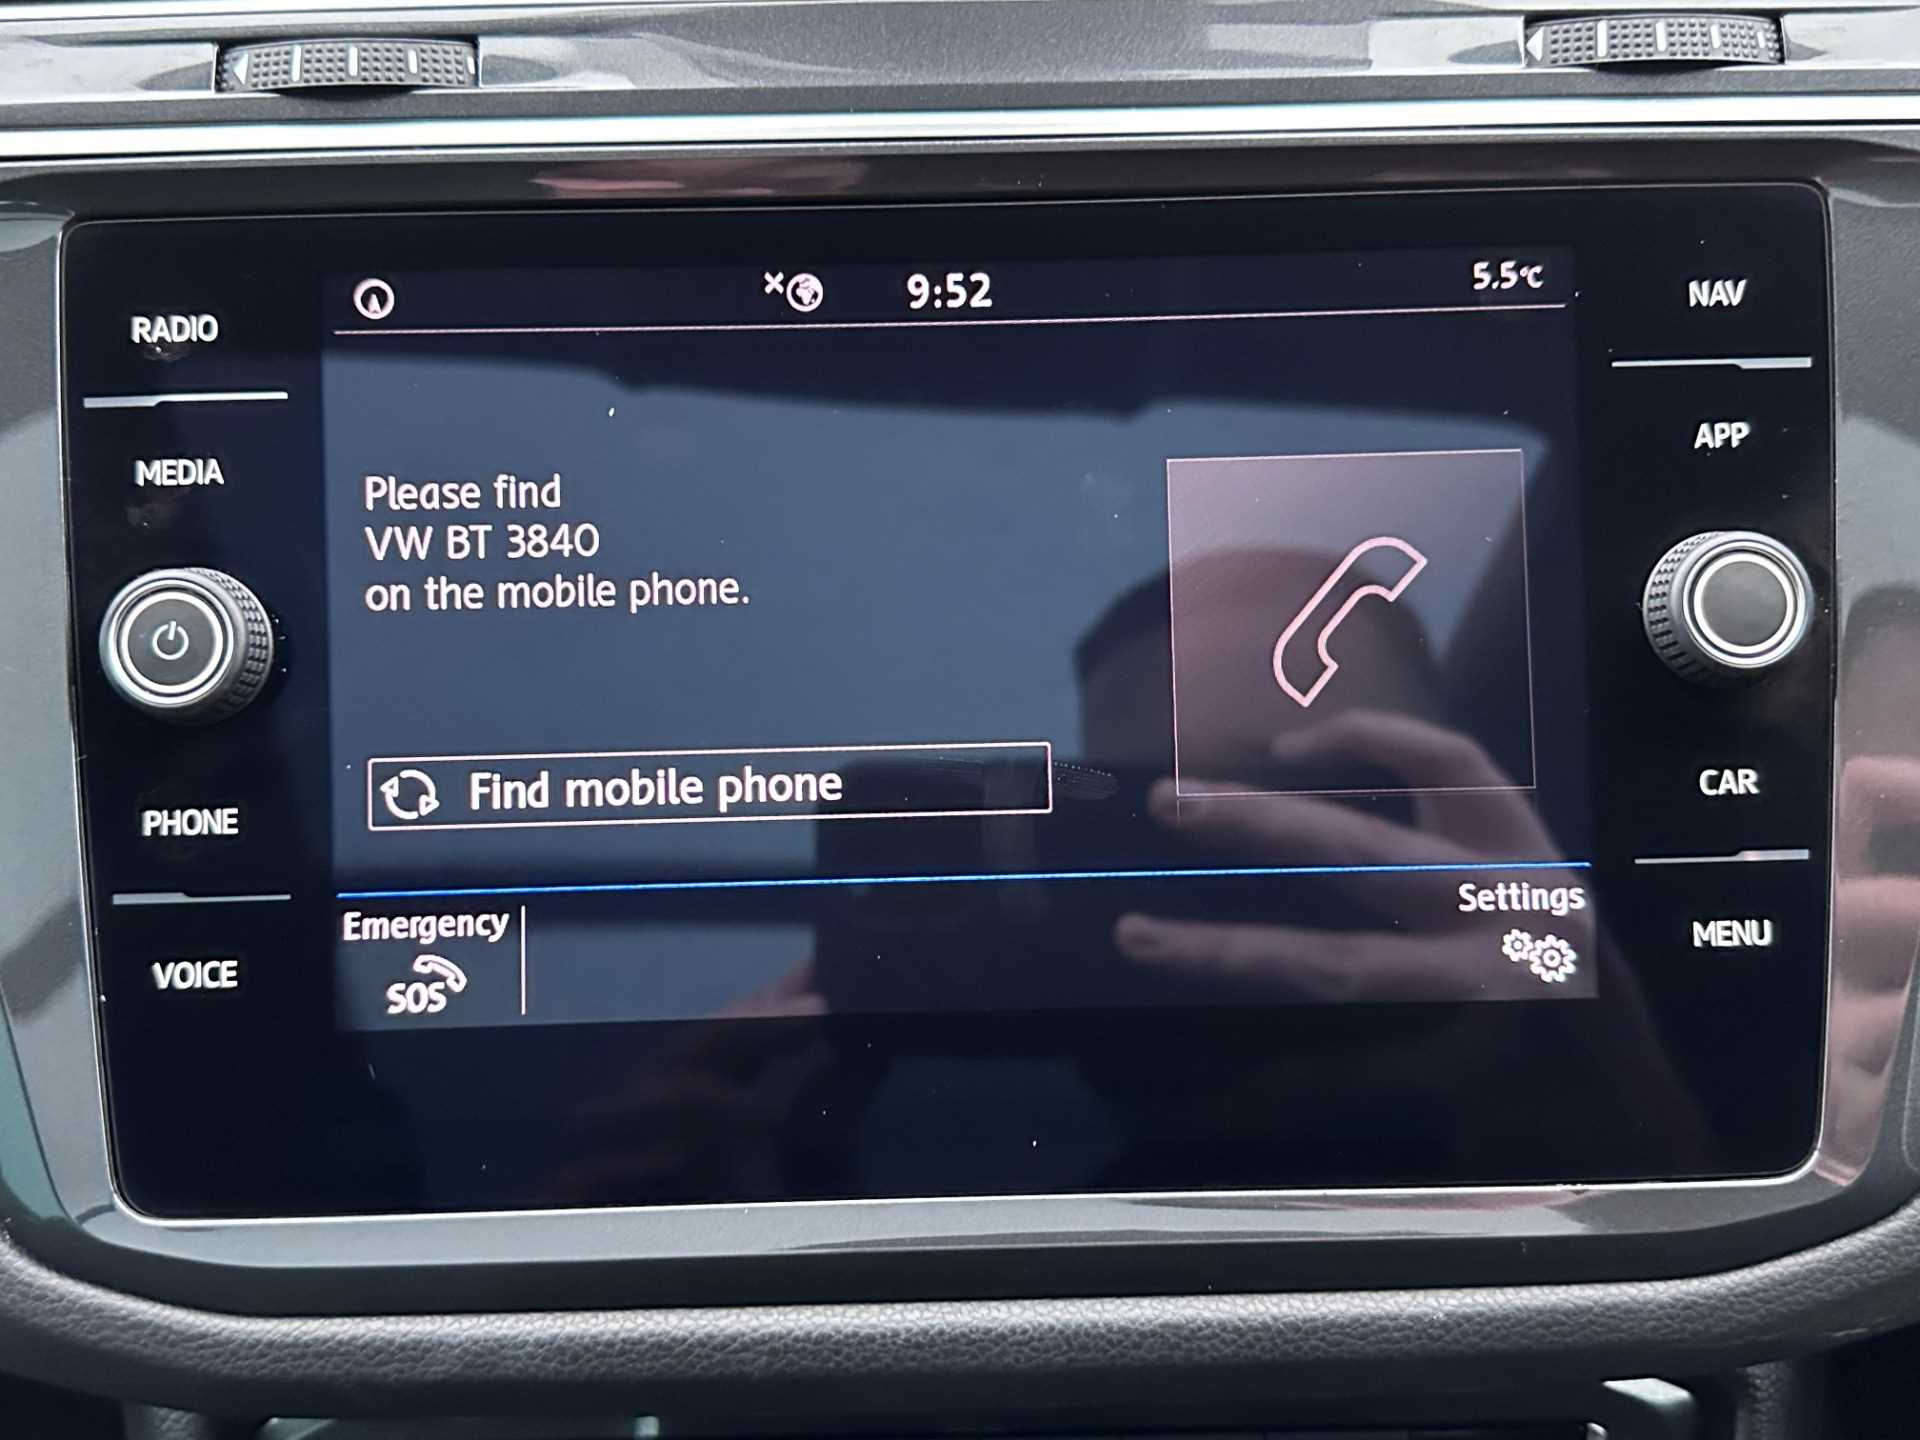 9:52
5.5°C
RADIO
MEDIA
PHONE
VOICE
Please find
VW BT 3840
on the mobile phone.
Find mobile phone
Emergency
SOS
Settings
NAV
APP
CAR
MENU